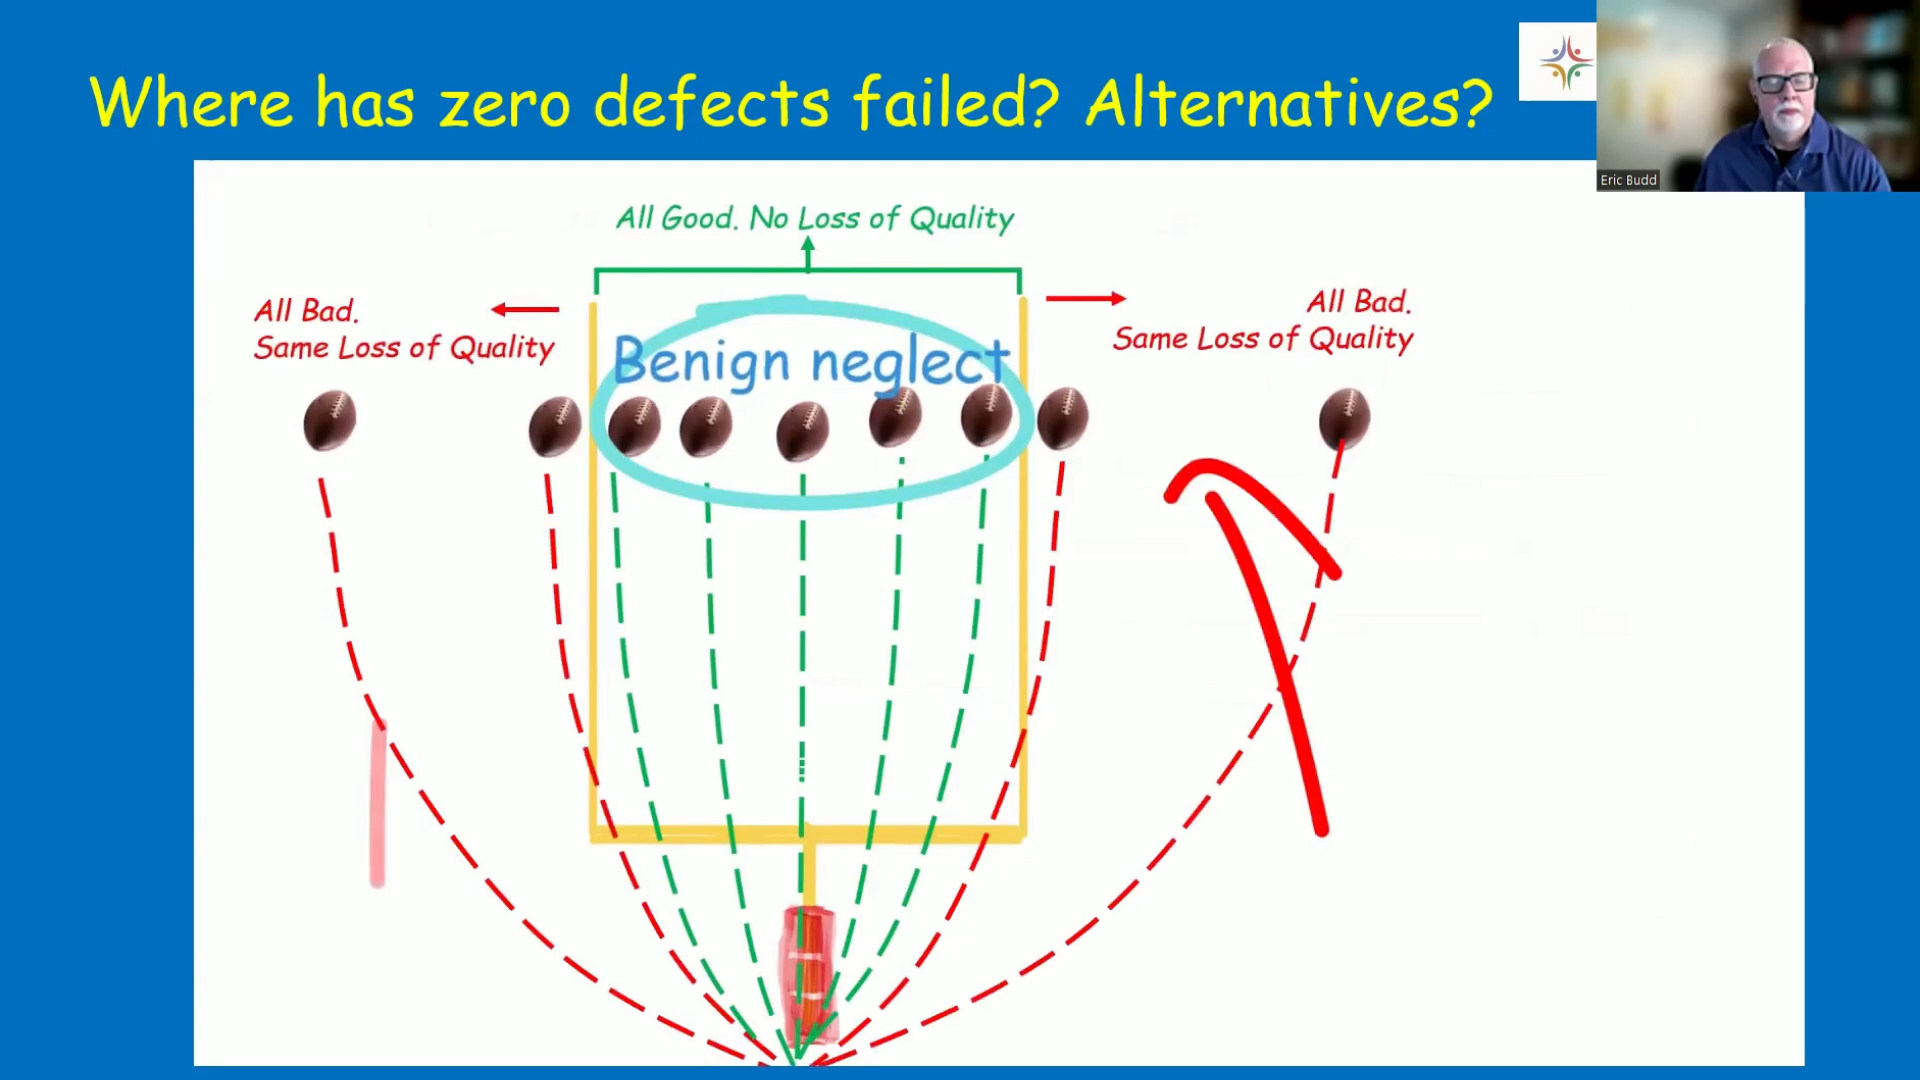 Where has zero defects failed? Alternatives?
Eric Budd
All Good. No Loss of Quality
All Bad.
Same Loss of Quality
All Bad.
Same Loss of Quality
Benign neglect